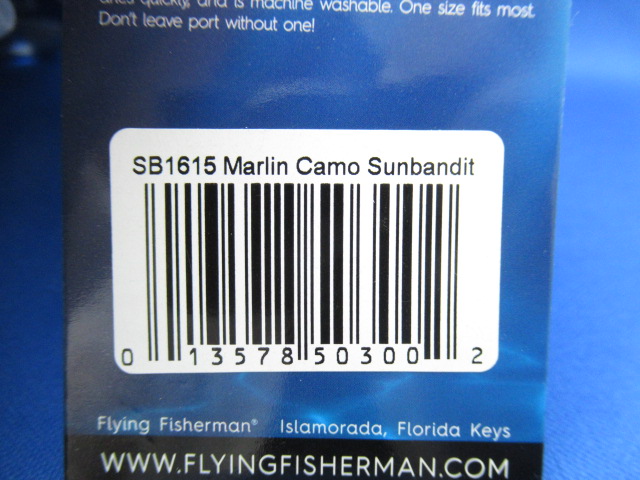 dries quickly, and is machine washable. One size fits most.
Don't leave port without one!
SB1615 Marlin Camo Sunbandit
0 13578 50300 2
Flying Fisherman® Islamorada, Florida Keys
WWW.FLYINGFISHERMAN.COM